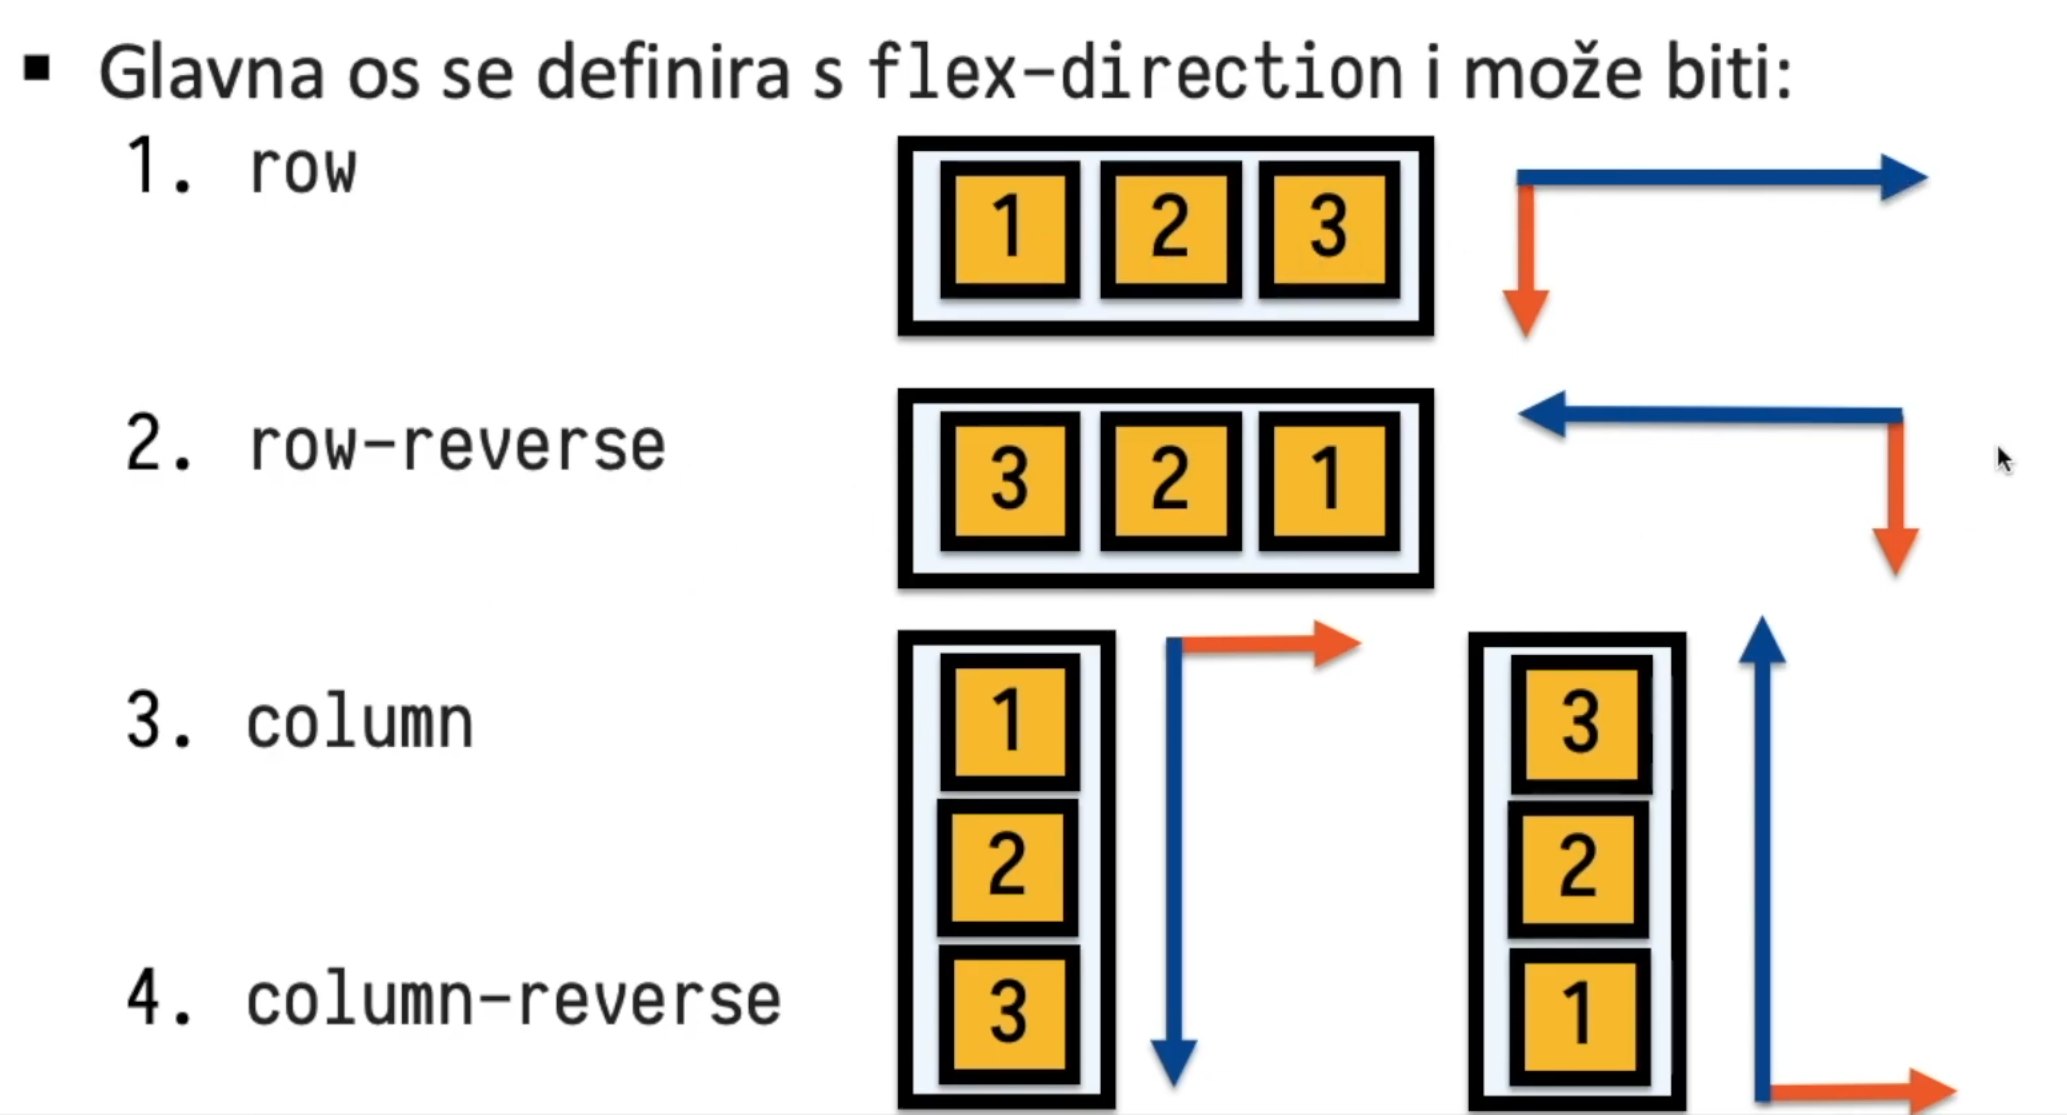 ▪ Glavna os se definira s flex-direction i može biti:
1. row
1 2 3
2. row-reverse
3 2 1
3. column
1
2
3
3
2
1
4. column-reverse